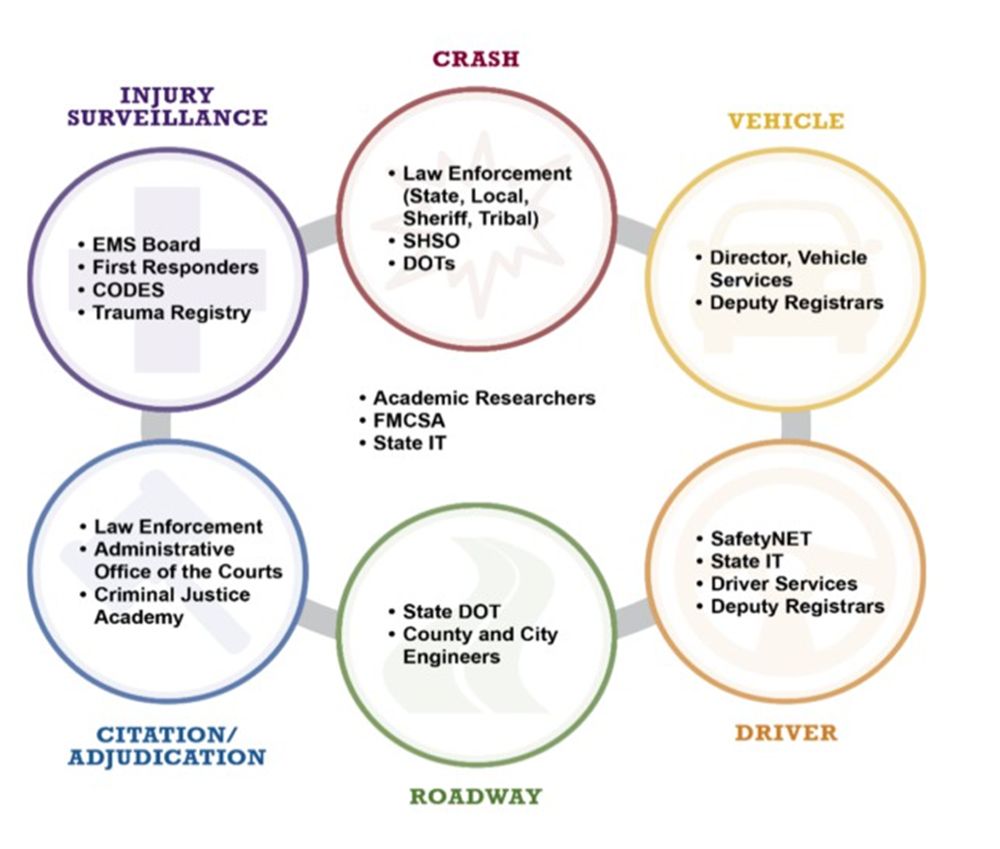 CRASH
• Law Enforcement
(State, Local,
Sheriff, Tribal)
• SHSO
• DOTs
INJURY
SURVEILLANCE
• EMS Board
• First Responders
• CODES
• Trauma Registry
VEHICLE
• Director, Vehicle
Services
• Deputy Registrars
• Academic Researchers
• FMCSA
• State IT
• Law Enforcement
• Administrative
Office of the Courts
• Criminal Justice
Academy
CITATION/
ADJUDICATION
• State DOT
• County and City
Engineers
ROADWAY
• SafetyNET
• State IT
• Driver Services
• Deputy Registrars
DRIVER